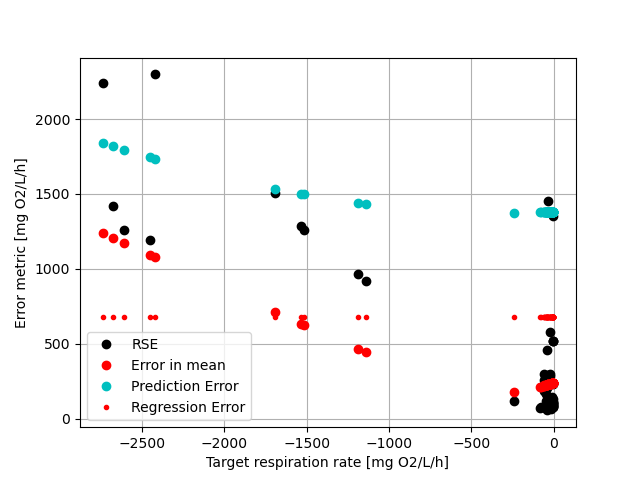 2000
1500
1000
500
0
Error metric [mg O2/L/h]
RSE
Error in mean
Prediction Error
Regression Error
−2500 −2000 −1500 −1000 −500 0
Target respiration rate [mg O2/L/h]